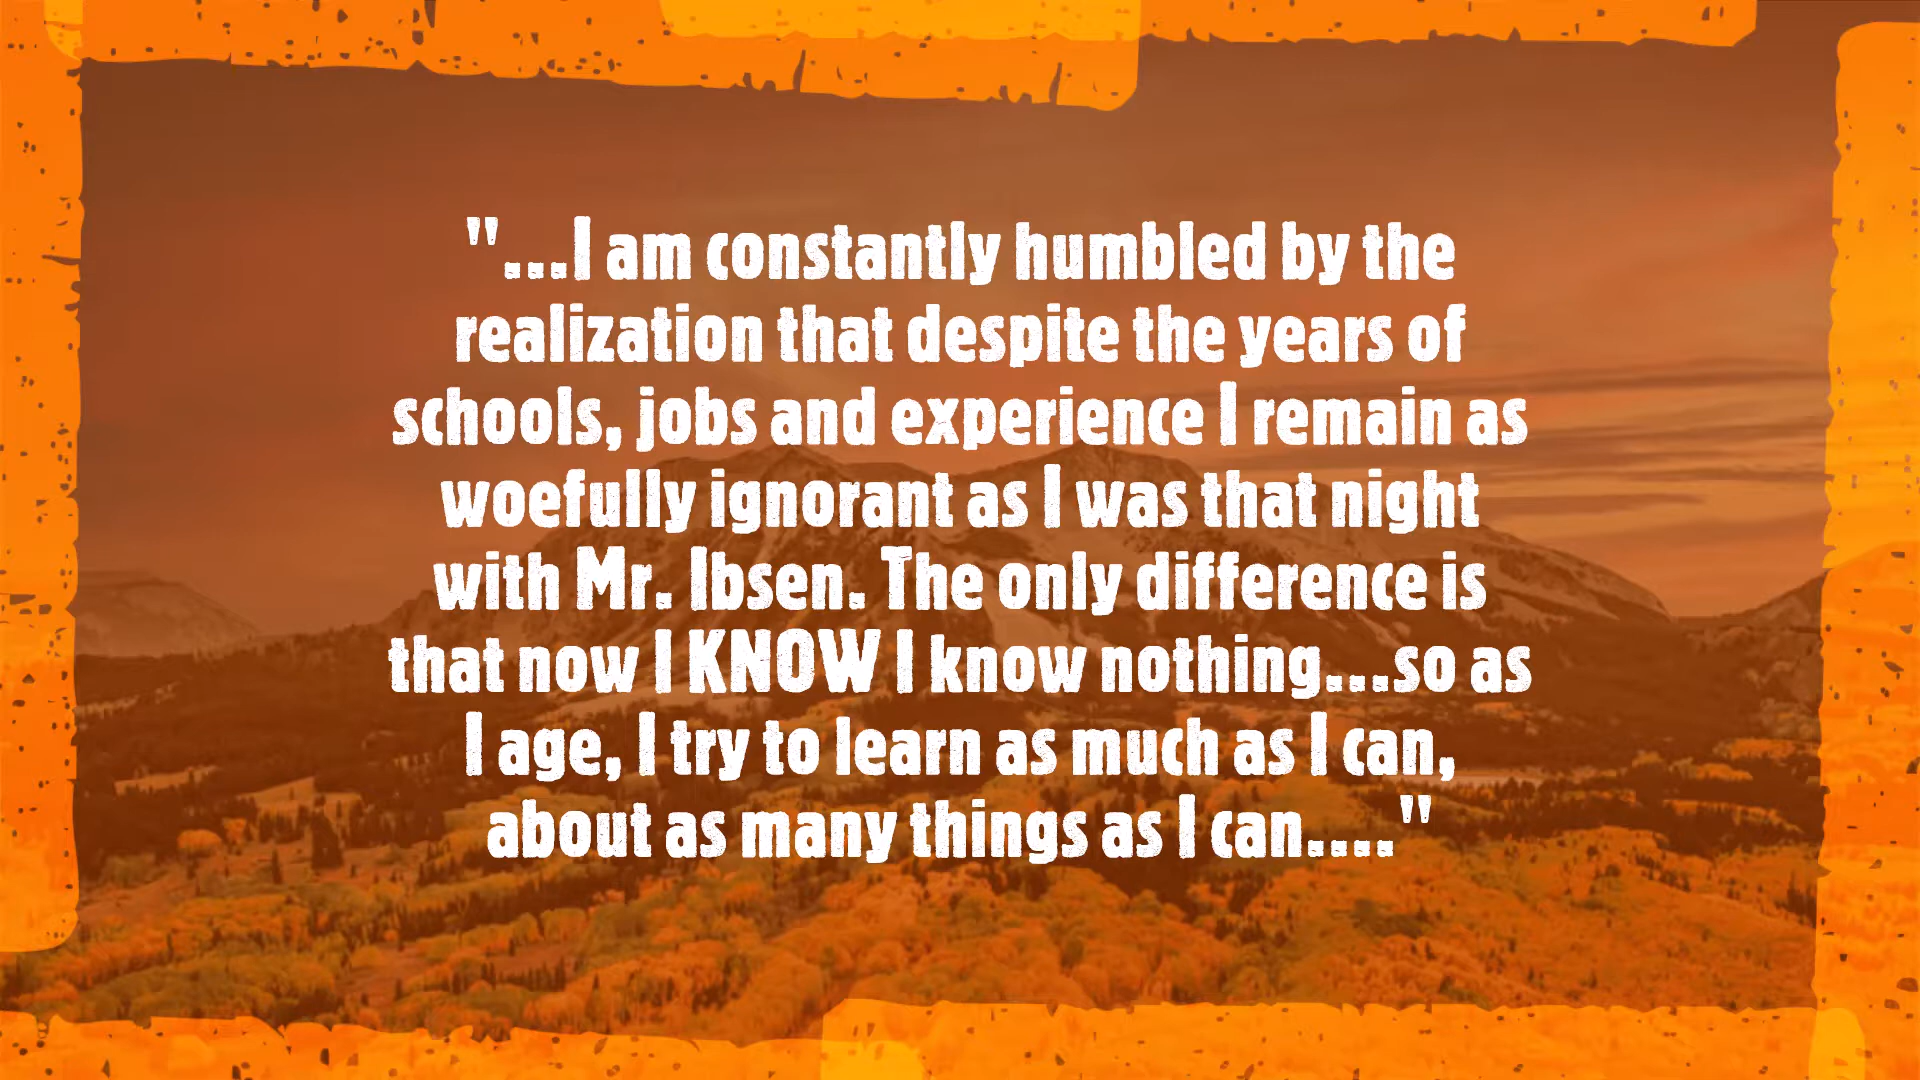 "...I am constantly humbled by the
realization that despite the years of
schools, jobs and experience I remain as
woefully ignorant as I was that night
with Mr. Ibsen. The only difference is
that now I KNOW I know nothing...so as
I age, I try to learn as much as I can,
about as many things as I can...."